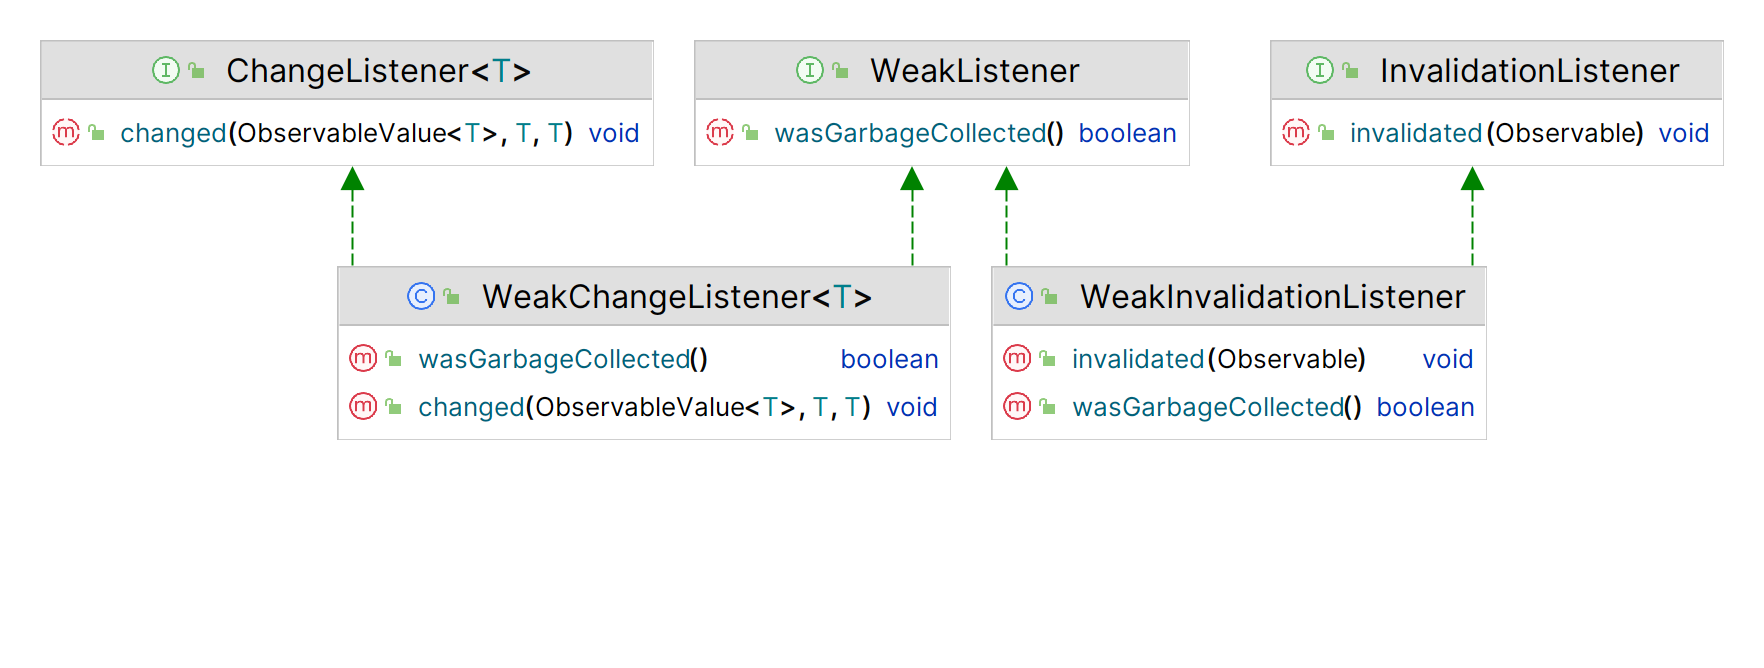 ChangeListener<T>
changed(ObservableValue<T>, T, T) void
WeakListener
wasGarbageCollected() boolean
InvalidationListener
invalidated(Observable) void
WeakChangeListener<T>
wasGarbageCollected() boolean
changed(ObservableValue<T>, T, T) void
WeakInvalidationListener
invalidated(Observable) void
wasGarbageCollected() boolean